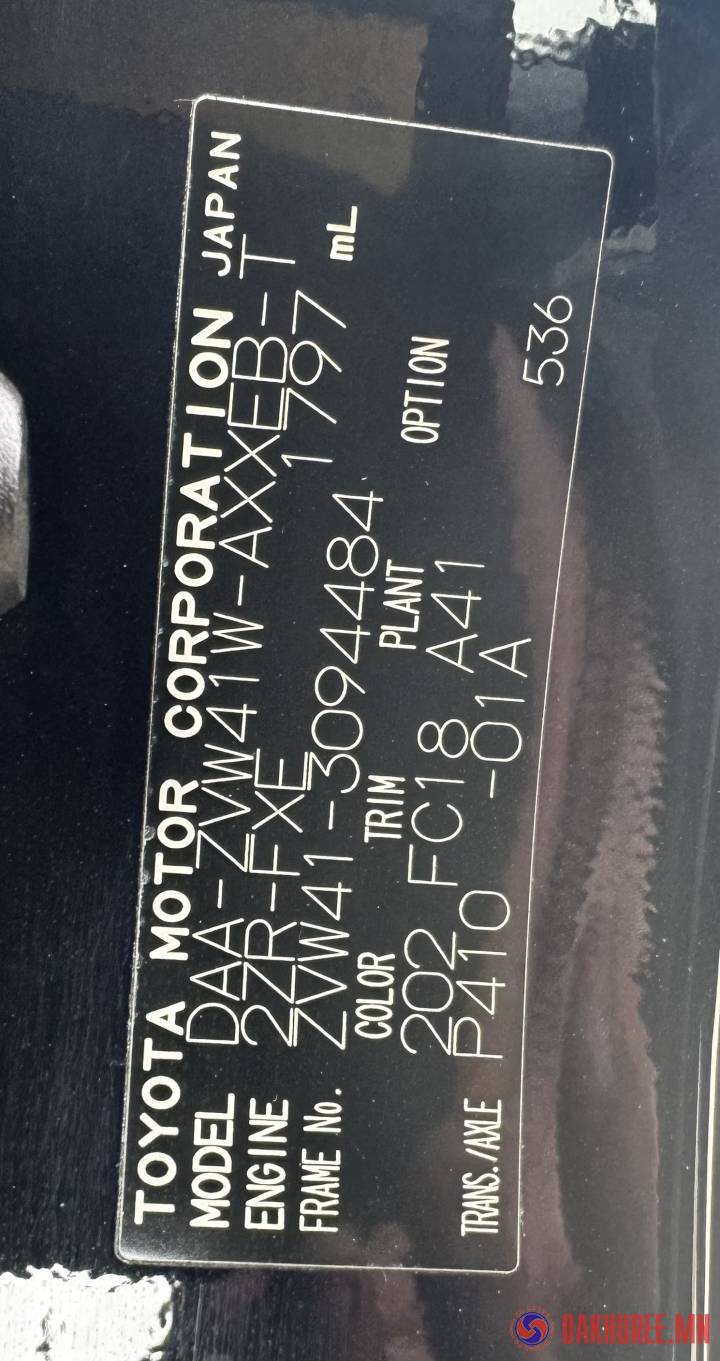 TOYOTA MOTOR CORPORATION JAPAN
MODEL DAA-ZVW41W-AXXEB-T
ENGINE 2ZR-FXE 1797 mL
FRAME No. ZVW41-3094484
COLOR TRIM PLANT OPTION
202 FC18 A41
TRANS./AXLE P410 -01A 536
DAKHUREE.MN